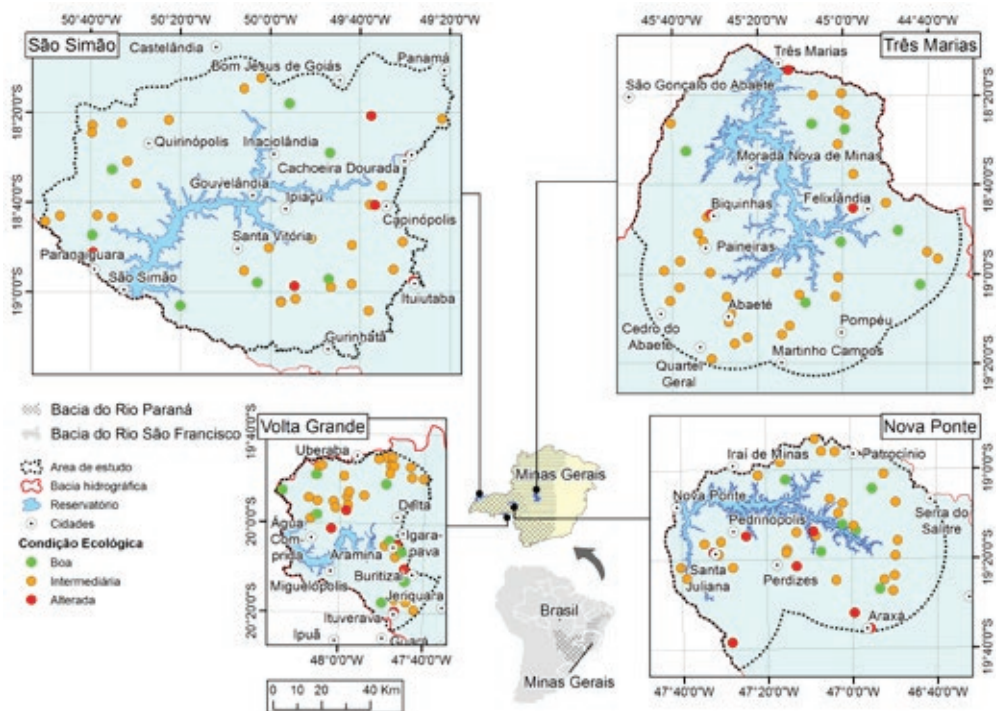 50°40'0"W 50°20'0"W 50°0'0"W 49°40'0"W 49°20'0"W
São Simão
Castelândia
Bom Jesus de Goiás
Panamá
18°20'0"S
Quirinópolis
Inaciolândia
Cachoeira Dourada
Gouvelândia
Ipiaçu
18°40'0"S
Capinópolis
Santa Vitória
Paranaiguara
São Simão
19°0'0"S
Ituiutaba
Gurinhatã
45°40'0"W 45°20'0"W 45°0'0"W 44°40'0"W 44°0'0"W
Três Marias
Três Marias
São Gonçalo do Abaeté
18°20'0"S
Morada Nova de Minas
18°40'0"S
Biquinhas
Felixlândia
Paineiras
19°0'0"S
Abaeté
Cedro do
Abaeté
Pompéu
Quartel
Geral
Martinho Campos
19°20'0"S
Bacia do Rio Paraná
Bacia do Rio São Francisco
Area de estudo
Bacia hidrográfica
Reservatório
Cidades
Condição Ecológica
Boa
Intermediária
Alterada
Volta Grande
19°40'0"S
Uberaba
Delta
20°0'0"S
Água
Com-
prida
Igara-
pava
Aramina
Buritizal
Miguelópolis
Jeriquara
20°20'0"S
Ituverava
Ipuã
Guará
48°0'0"W 47°40'0"W
0 10 20 40 Km
Minas Gerais
Brasil
Minas Gerais
Nova Ponte
Iraí de Minas
Patrocínio
19°0'0"S
Nova Ponte
Pedrinópolis
Serra do
Salitre
19°20'0"S
Santa
Juliana
Perdizes
Araxá
19°40'0"S
47°40'0"W 47°20'0"W 47°0'0"W 46°40'0"W